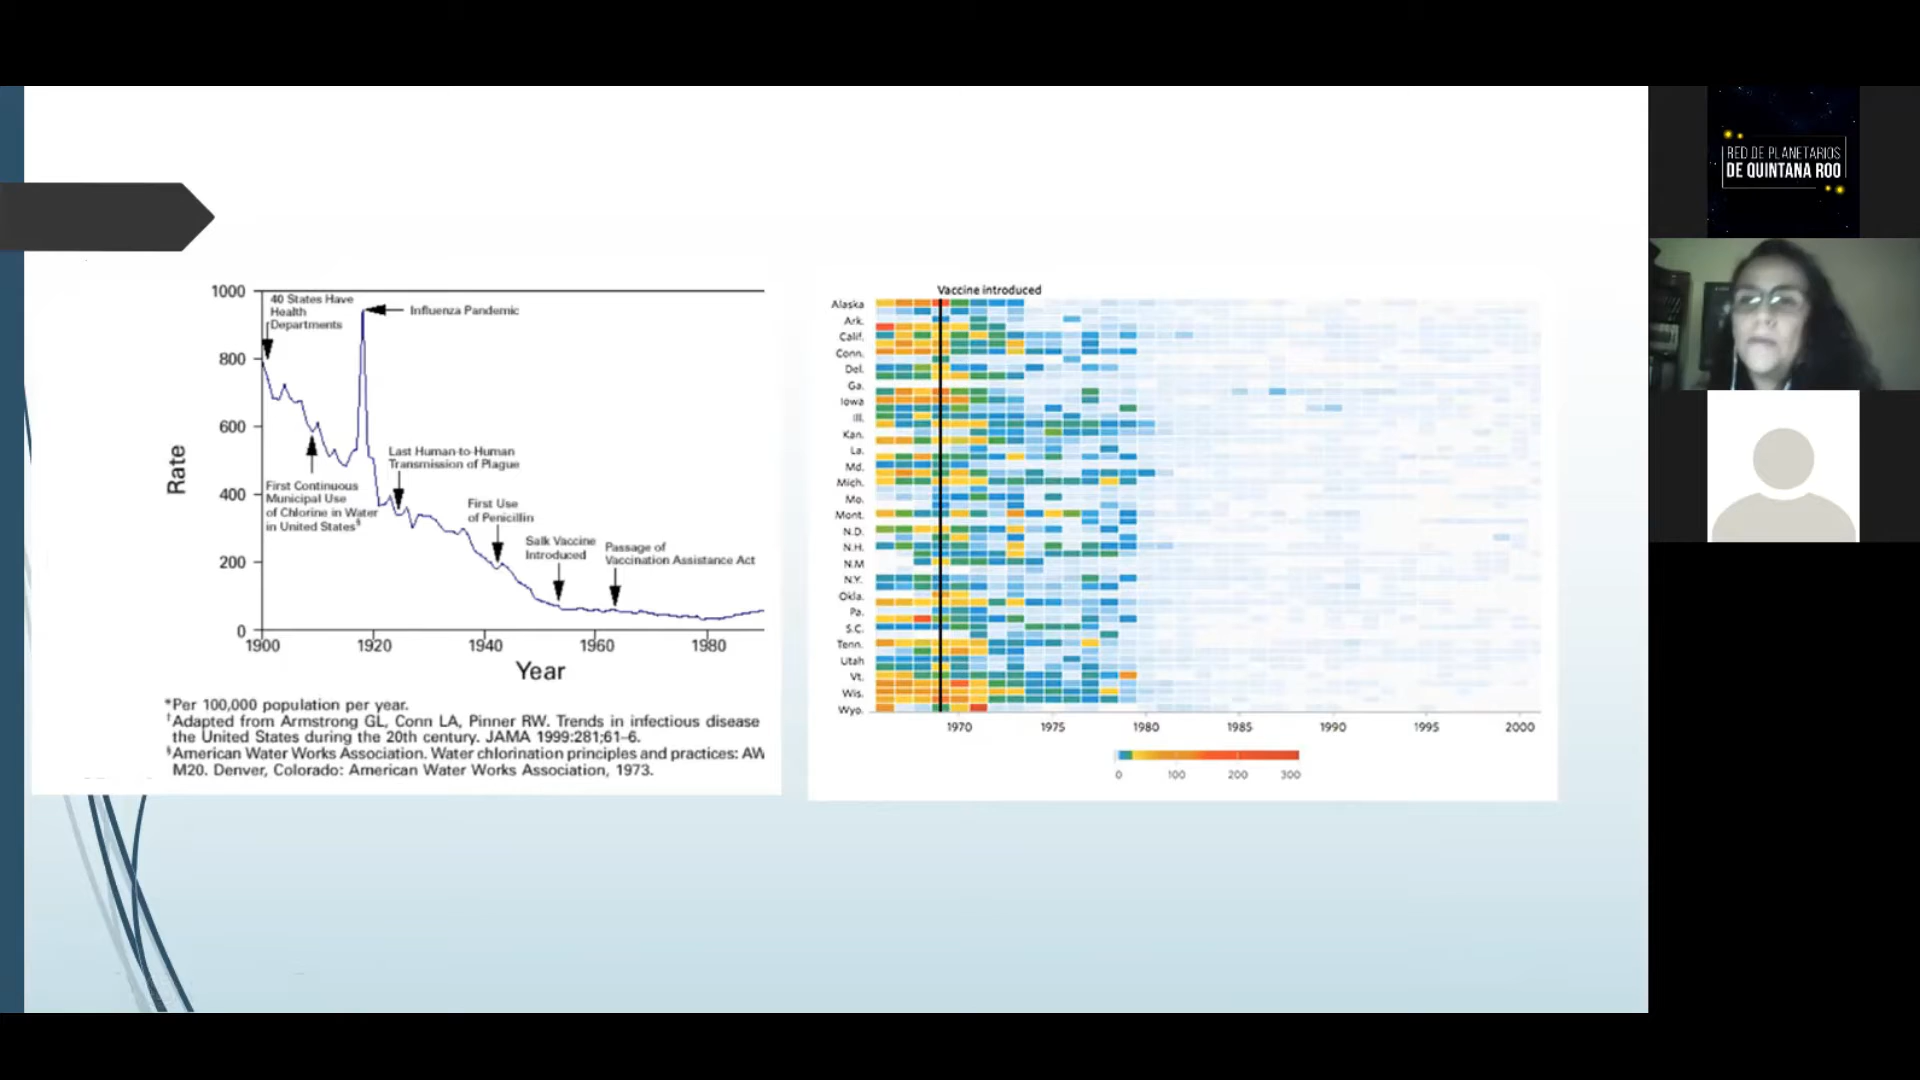 1000
40 States Have
Health
Departments
Influenza Pandemic
800
600
Last Human-to-Human
Transmission of Plague
Rate
First Continuous
Municipal Use
of Chlorine in Water
in United States§
400
First Use
of Penicillin
Salk Vaccine
Introduced
Passage of
Vaccination Assistance Act
200
0
1900
1920
1940
1960
1980
Year
*Per 100,000 population per year.
†Adapted from Armstrong GL, Conn LA, Pinner RW. Trends in infectious disease
the United States during the 20th century. JAMA 1999:281;61–6.
§American Water Works Association. Water chlorination principles and practices: AW
M20. Denver, Colorado: American Water Works Association, 1973.
Vaccine introduced
Alaska
Ark.
Calif.
Conn.
Del.
Ga.
Iowa
Ill.
Kan.
La.
Md.
Mich.
Mo.
Mont.
N.D.
N.H.
N.M
N.Y.
Okla.
Pa.
S.C.
Tenn.
Utah
Vt.
Wis.
Wyo.
1970
1975
1980
1985
1990
1995
2000
0
100
200
300
RED DE PLANETARIOS
DE QUINTANA ROO